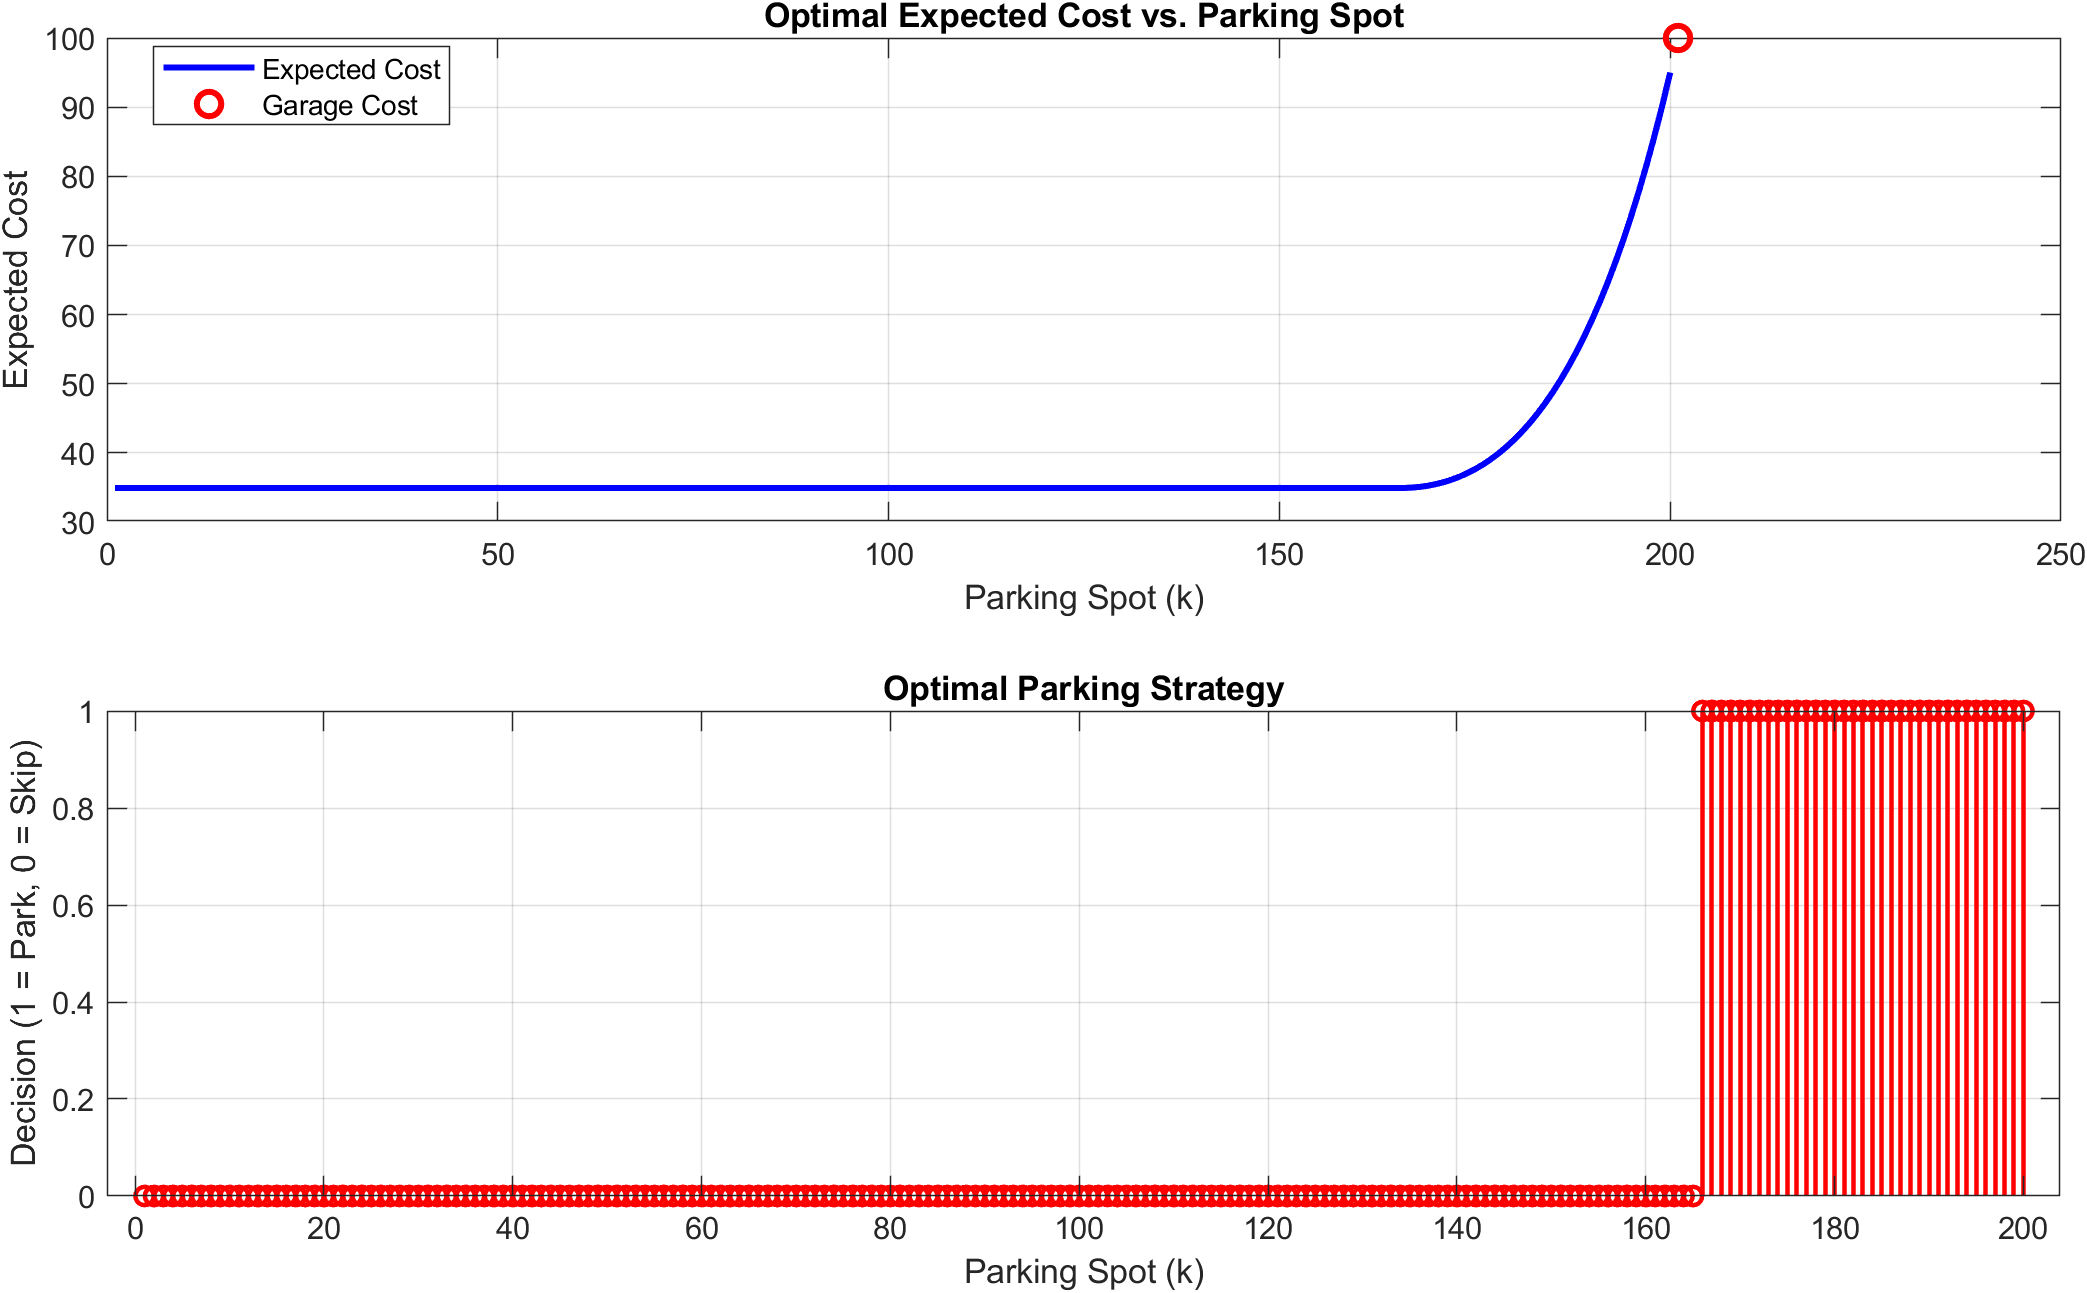 Optimal Expected Cost vs. Parking Spot
Expected Cost
Garage Cost
Expected Cost
100
90
80
70
60
50
40
30
0 50 100 150 200 250
Parking Spot (k)
Optimal Parking Strategy
Decision (1 = Park, 0 = Skip)
1
0.8
0.6
0.4
0.2
0
0 20 40 60 80 100 120 140 160 180 200
Parking Spot (k)